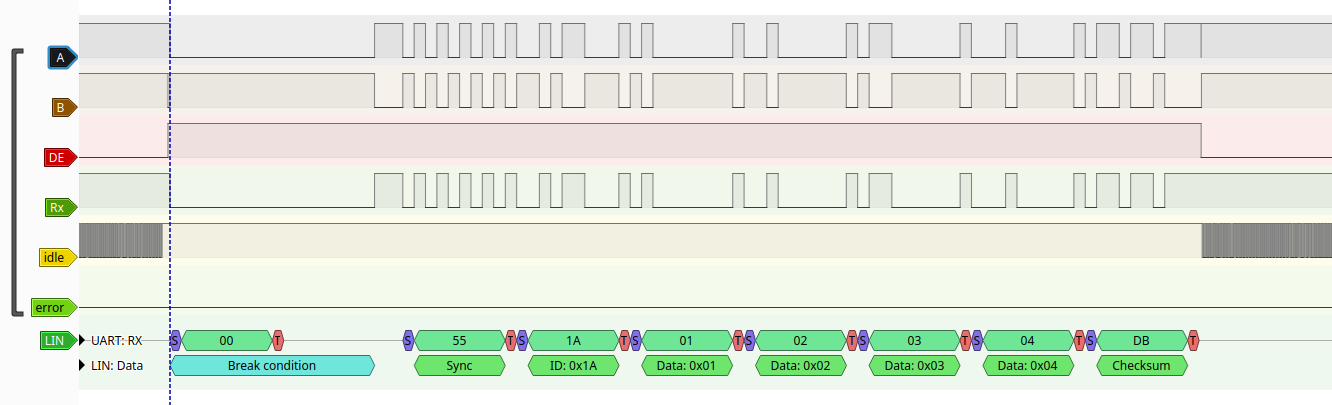 A
B
DE
Rx
idle
error
LIN UART: RX S 00 T S 55 T S 1A T S 01 T S 02 T S 03 T S 04 T S DB T
LIN: Data Break condition Sync ID: 0x1A Data: 0x01 Data: 0x02 Data: 0x03 Data: 0x04 Checksum